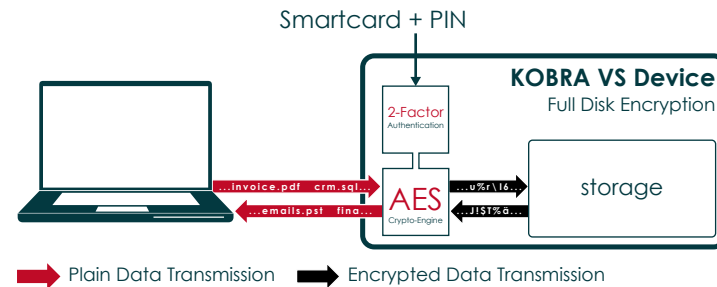 Smartcard + PIN
KOBRA VS Device
Full Disk Encryption
2-Factor
Authentication
...invoice.pdf crm.sql...
...u%r\I6...
AES
Crypto-Engine
storage
...emails.pst fina...
...J!$T%ä...
Plain Data Transmission
Encrypted Data Transmission